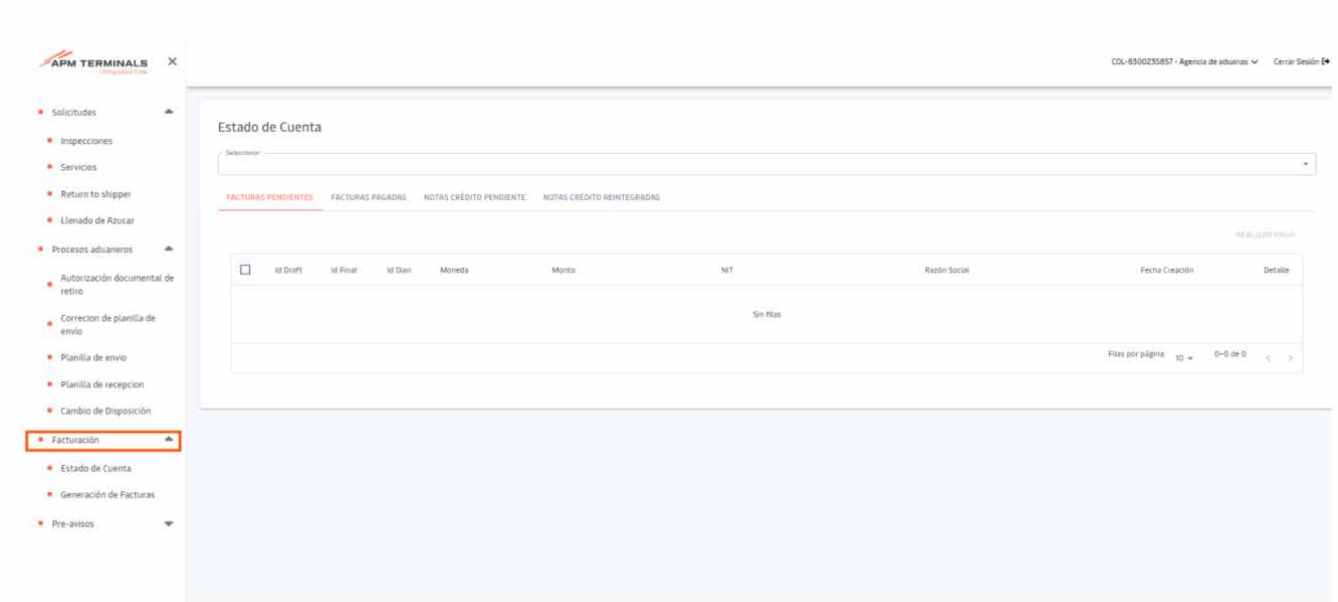 APM TERMINALS
Lifting Global Trade
COL-8300235857 - Agencia de aduanas
Cerrar Sesión
Solicitudes
Inspecciones
Servicios
Return to shipper
Llenado de Azucar
Procesos aduaneros
Autorización documental de
retiro
Correcion de planilla de
envio
Planilla de envio
Planilla de recepcion
Cambio de Disposición
Facturación
Estado de Cuenta
Generación de Facturas
Pre-avisos
Estado de Cuenta
Seleccionar
FACTURAS PENDIENTES FACTURAS PAGADAS NOTAS CRÉDITO PENDIENTE NOTAS CRÉDITO REINTEGRADAS
REALIZAR PAGO
Id Draft Id Final Id Dian Moneda Monto NIT Razón Social Fecha Creación Detalle
Sin filas
Filas por página: 10 0–0 de 0